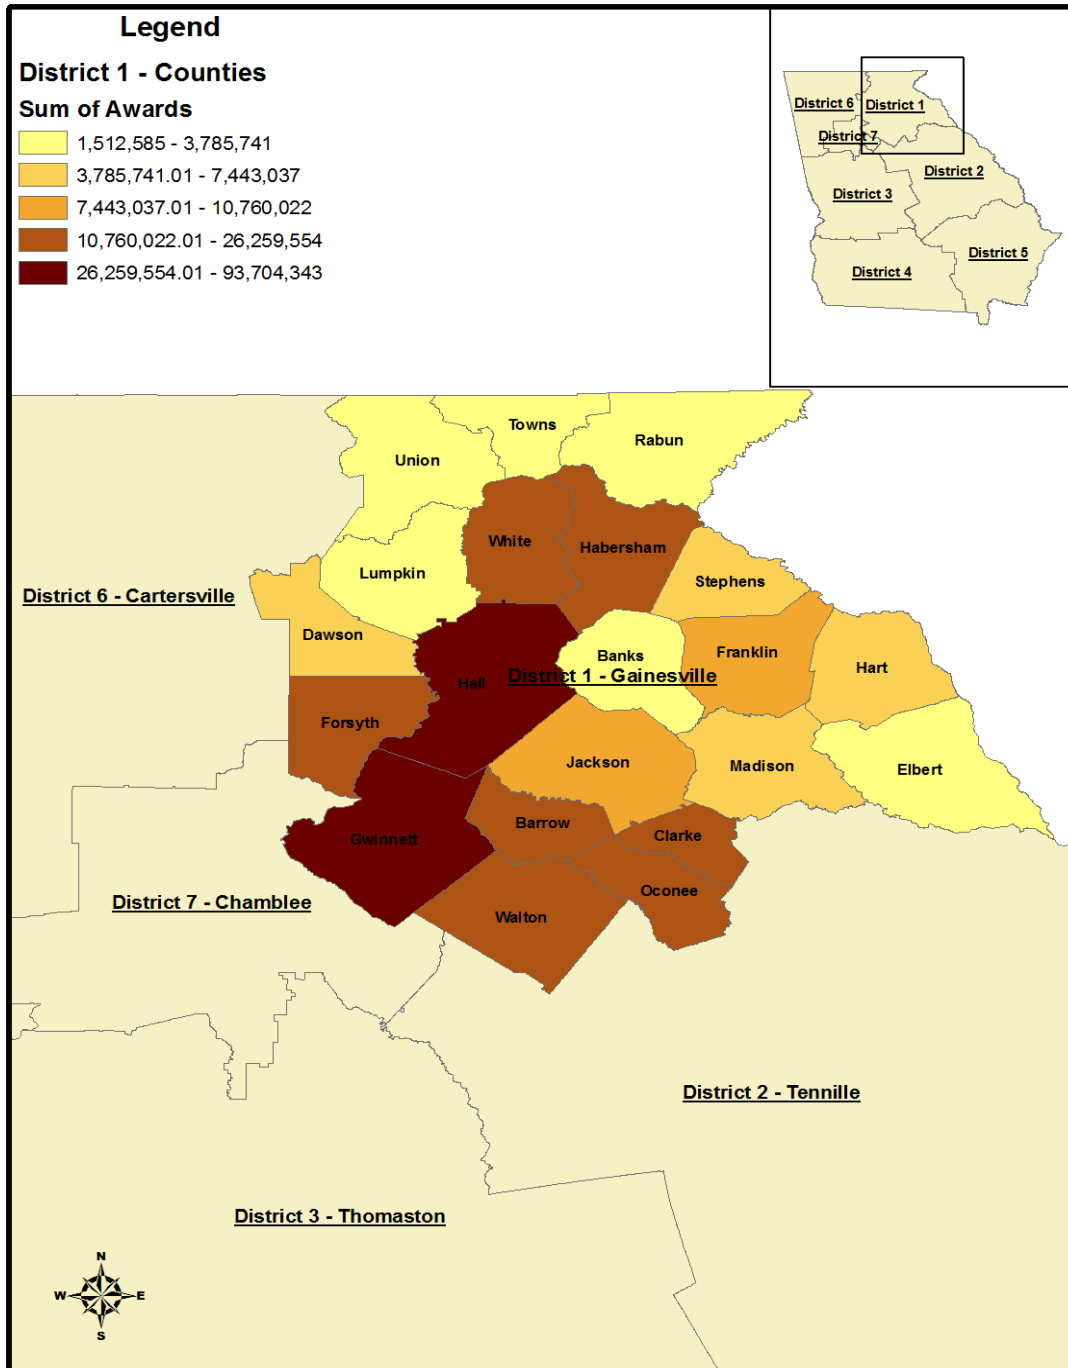 Legend
District 1 - Counties
Sum of Awards
1,512,585 - 3,785,741
3,785,741.01 - 7,443,037
7,443,037.01 - 10,760,022
10,760,022.01 - 26,259,554
26,259,554.01 - 93,704,343
District 6
District 1
District 7
District 2
District 3
District 5
District 4
Towns
Rabun
Union
White
Habersham
Lumpkin
Stephens
District 6 - Cartersville
Dawson
Banks
Franklin
Hart
District 1 - Gainesville
Hall
Forsyth
Jackson
Madison
Elbert
Barrow
Clarke
Gwinnett
Oconee
District 7 - Chamblee
Walton
District 2 - Tennille
District 3 - Thomaston
N
W
E
S